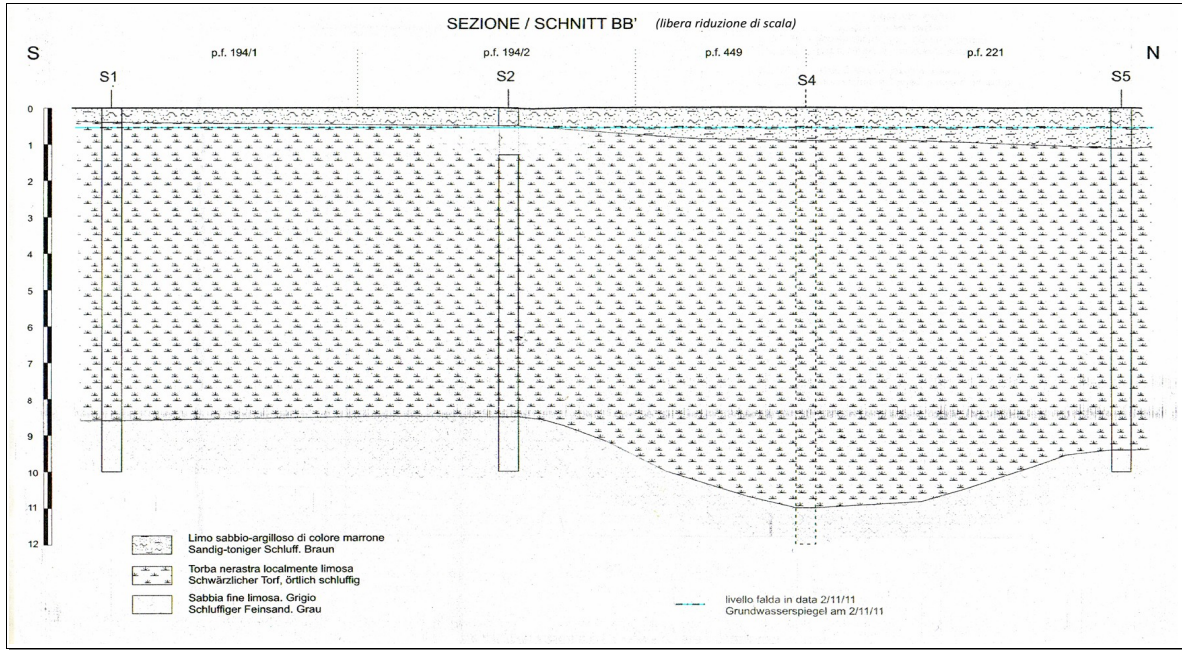 SEZIONE / SCHNITT BB' (libera riduzione di scala)
S
p.f. 194/1
p.f. 194/2
p.f. 449
p.f. 221
N
S1
S2
S4
S5
0
1
2
3
4
5
6
7
8
9
10
11
12
Limo sabbio-argilloso di colore marrone
Sandig-toniger Schluff. Braun
Torba nerastra localmente limosa
Schwärzlicher Torf, örtlich schluffig
Sabbia fine limosa. Grigio
Schluffiger Feinsand. Grau
livello falda in data 2/11/11
Grundwasserspiegel am 2/11/11